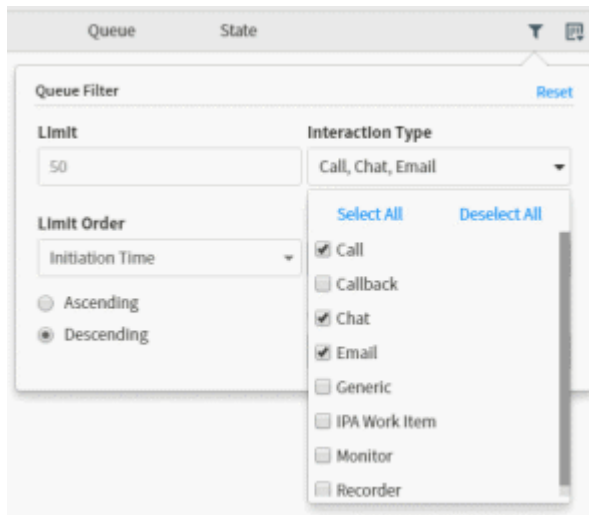 Queue State
Queue Filter Reset
Limit Interaction Type
50 Call, Chat, Email
Select All Deselect All
Limit Order
Call
Initiation Time
Callback
Ascending
Chat
Descending
Email
Generic
IPA Work Item
Monitor
Recorder